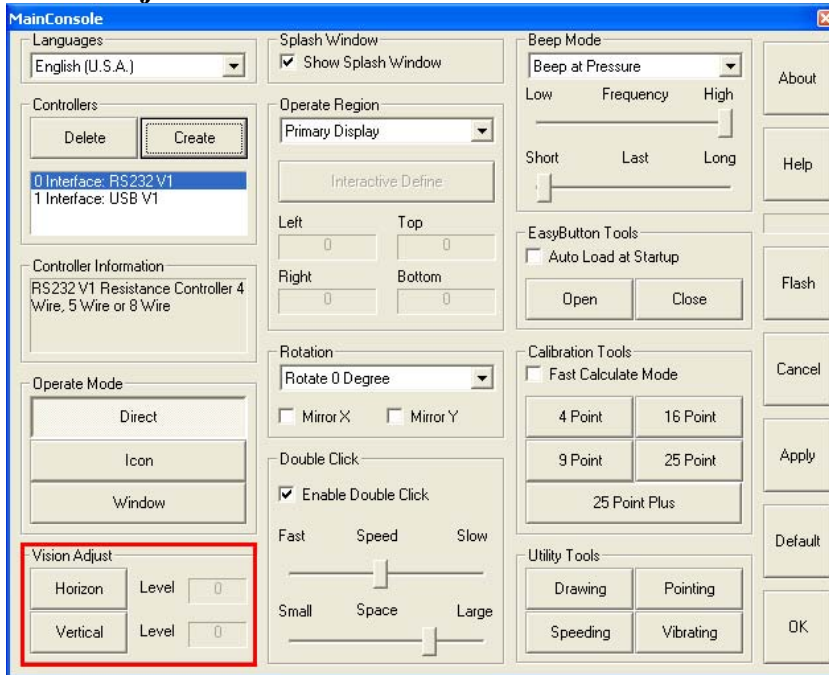 MainConsole
Languages
English (U.S.A.)
Controllers
Delete
Create
0 Interface: RS232 V1
1 Interface: USB V1
Controller Information
RS232 V1 Resistance Controller 4
Wire, 5 Wire or 8 Wire
Operate Mode
Direct
Icon
Window
Vision Adjust
Horizon Level 0
Vertical Level 0
Splash Window
Show Splash Window
Operate Region
Primary Display
Interactive Define
Left Top
0 0
Right Bottom
0 0
Rotation
Rotate 0 Degree
Mirror X Mirror Y
Double Click
Enable Double Click
Fast Speed Slow
Small Space Large
Beep Mode
Beep at Pressure
Low Frequency High
Short Last Long
EasyButton Tools
Auto Load at Startup
Open Close
Calibration Tools
Fast Calculate Mode
4 Point 16 Point
9 Point 25 Point
25 Point Plus
Utility Tools
Drawing Pointing
Speeding Vibrating
About
Help
Flash
Cancel
Apply
Default
OK